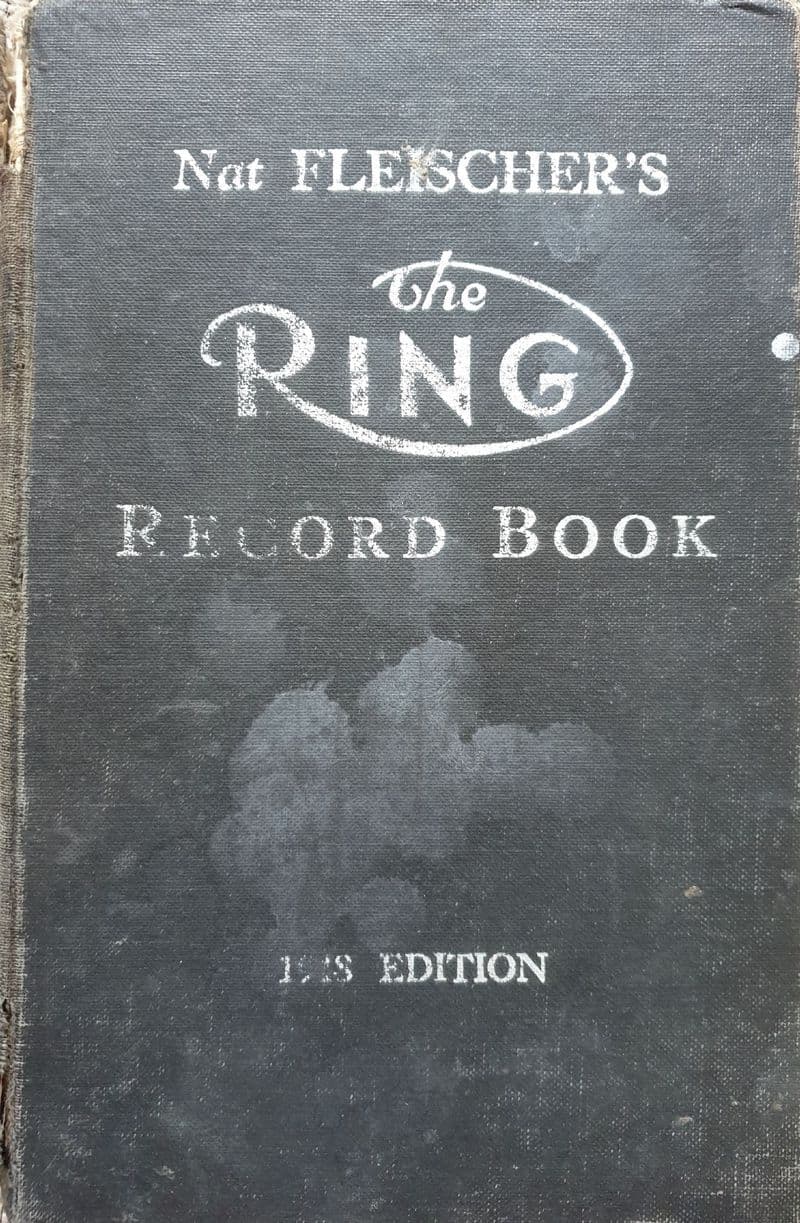 Nat FLEISCHER'S
The
RING
RECORD BOOK
EDITION